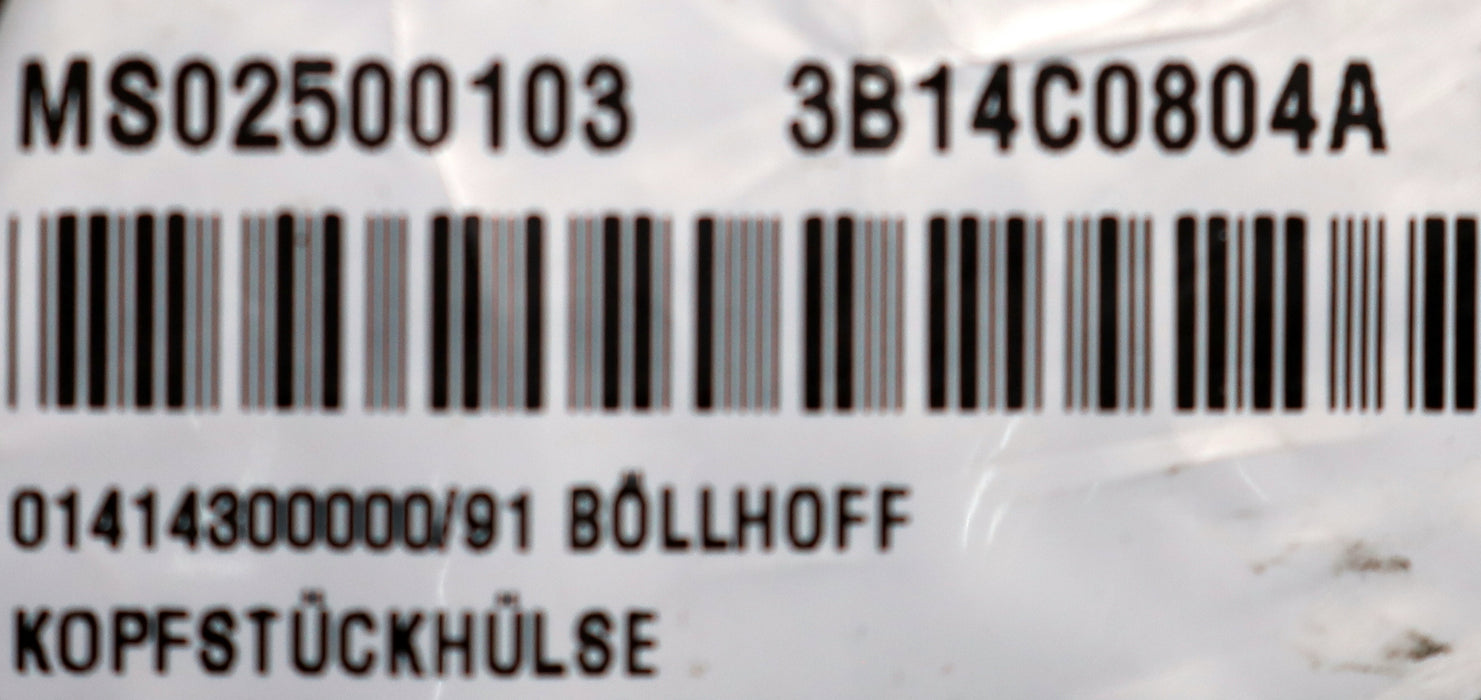 MS02500103 3B14C0804A
01414300000/91 BÖLLHOFF
KOPFSTÜCKHÜLSE